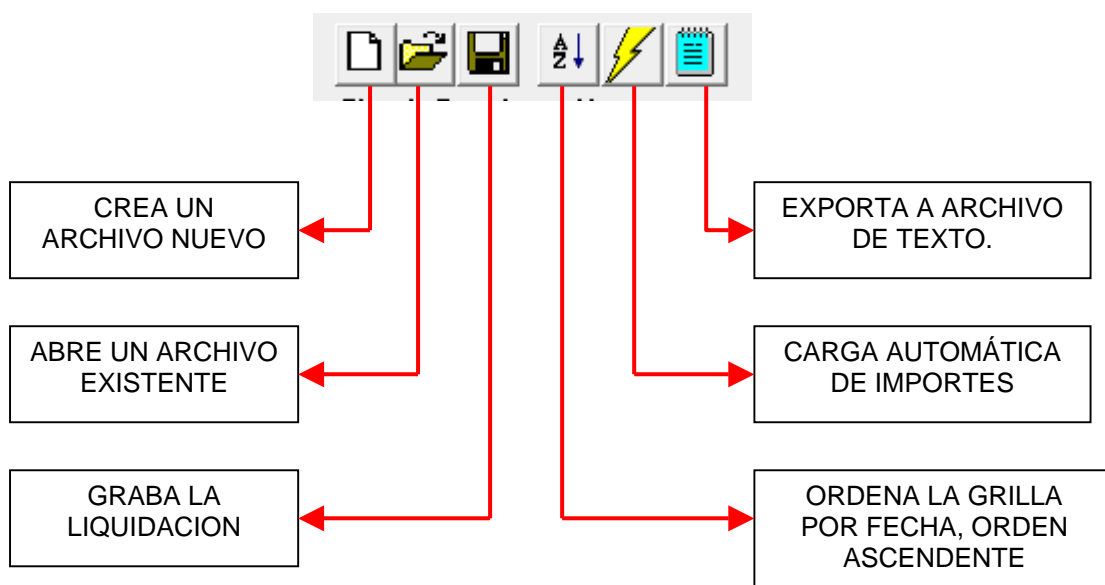 A
Z
CREA UN
ARCHIVO NUEVO
EXPORTA A ARCHIVO
DE TEXTO.
ABRE UN ARCHIVO
EXISTENTE
CARGA AUTOMÁTICA
DE IMPORTES
GRABA LA
LIQUIDACION
ORDENA LA GRILLA
POR FECHA, ORDEN
ASCENDENTE